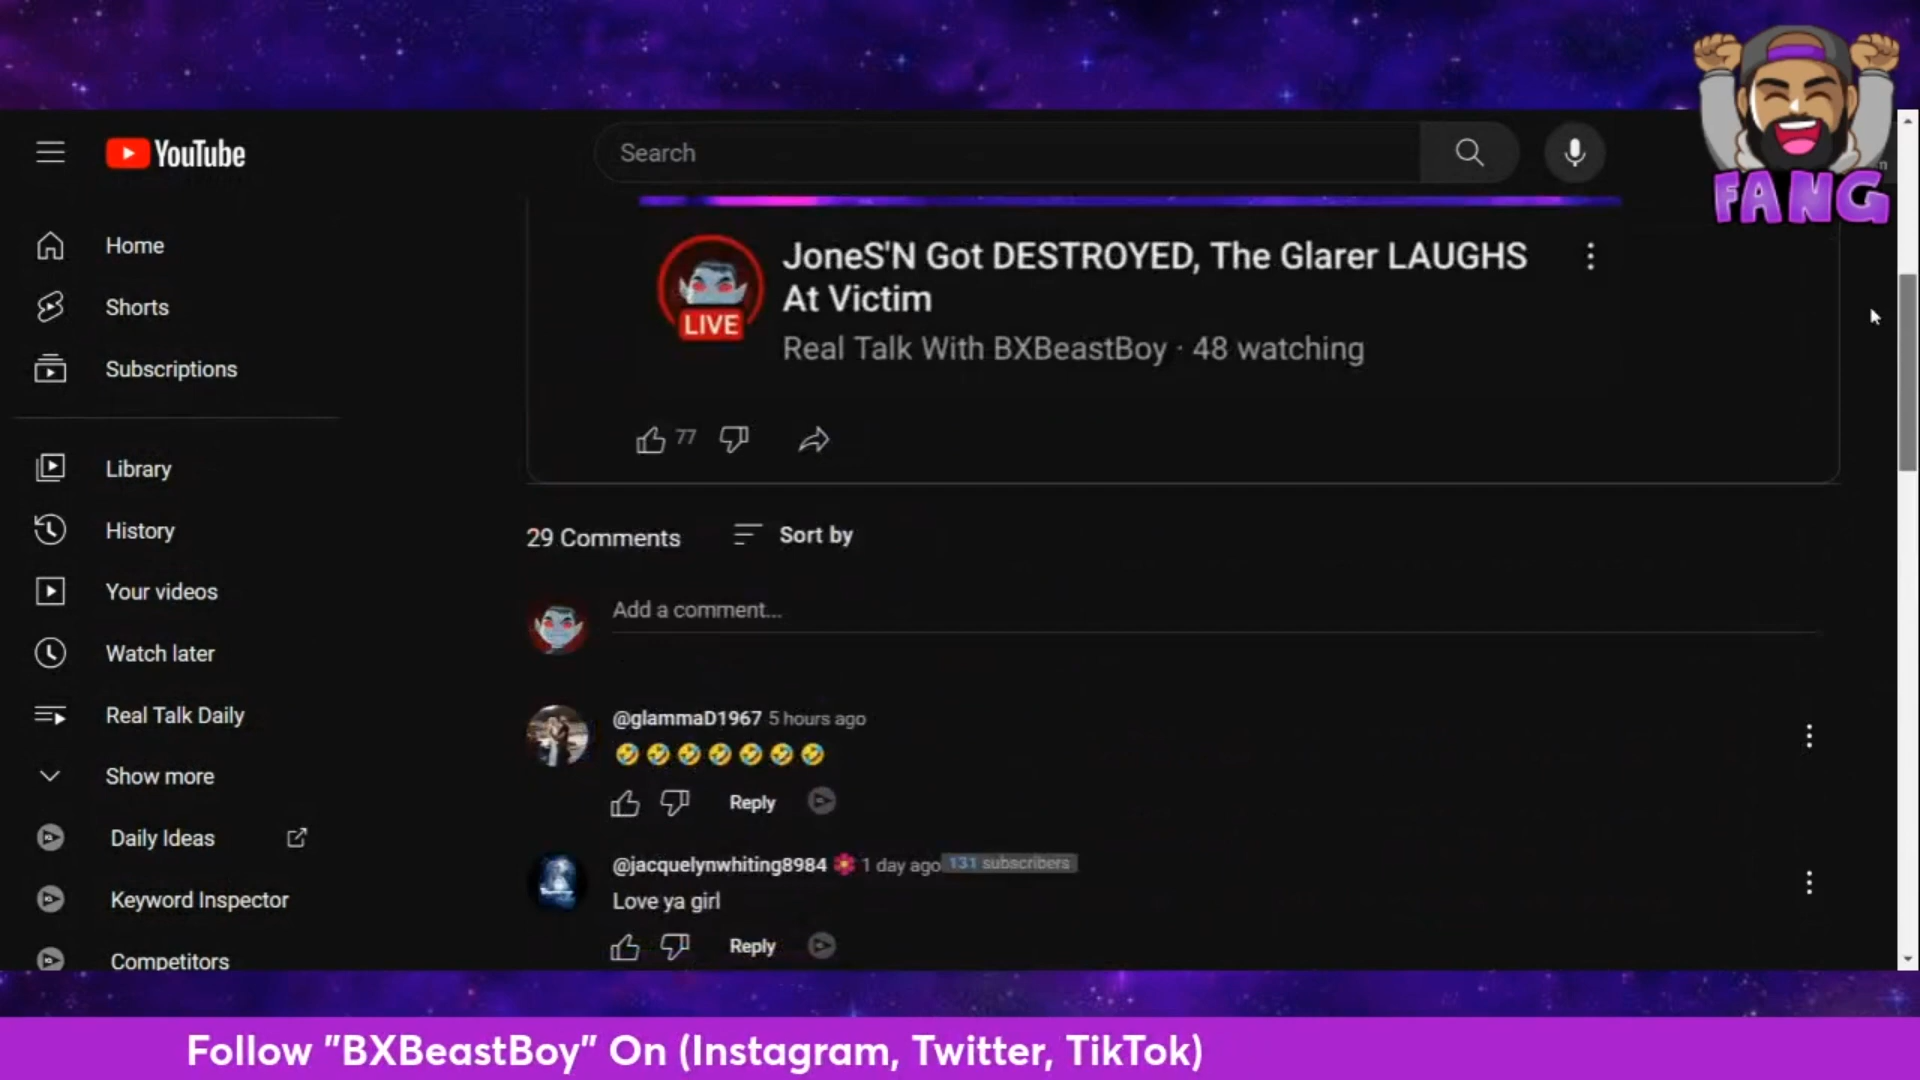 FANG
YouTube
Search
Home
Shorts
Subscriptions
Library
History
Your videos
Watch later
Real Talk Daily
Show more
Daily Ideas
Keyword Inspector
Competitors
JoneS'N Got DESTROYED, The Glarer LAUGHS
At Victim
LIVE
Real Talk With BXBeastBoy · 48 watching
77
29 Comments
Sort by
Add a comment...
@glammaD1967 5 hours ago
🤣🤣🤣🤣🤣🤣🤣
Reply
@jacquelynwhiting8984 1 day ago 131 subscribers
Love ya girl
Reply
Follow "BXBeastBoy" On (Instagram, Twitter, TikTok)